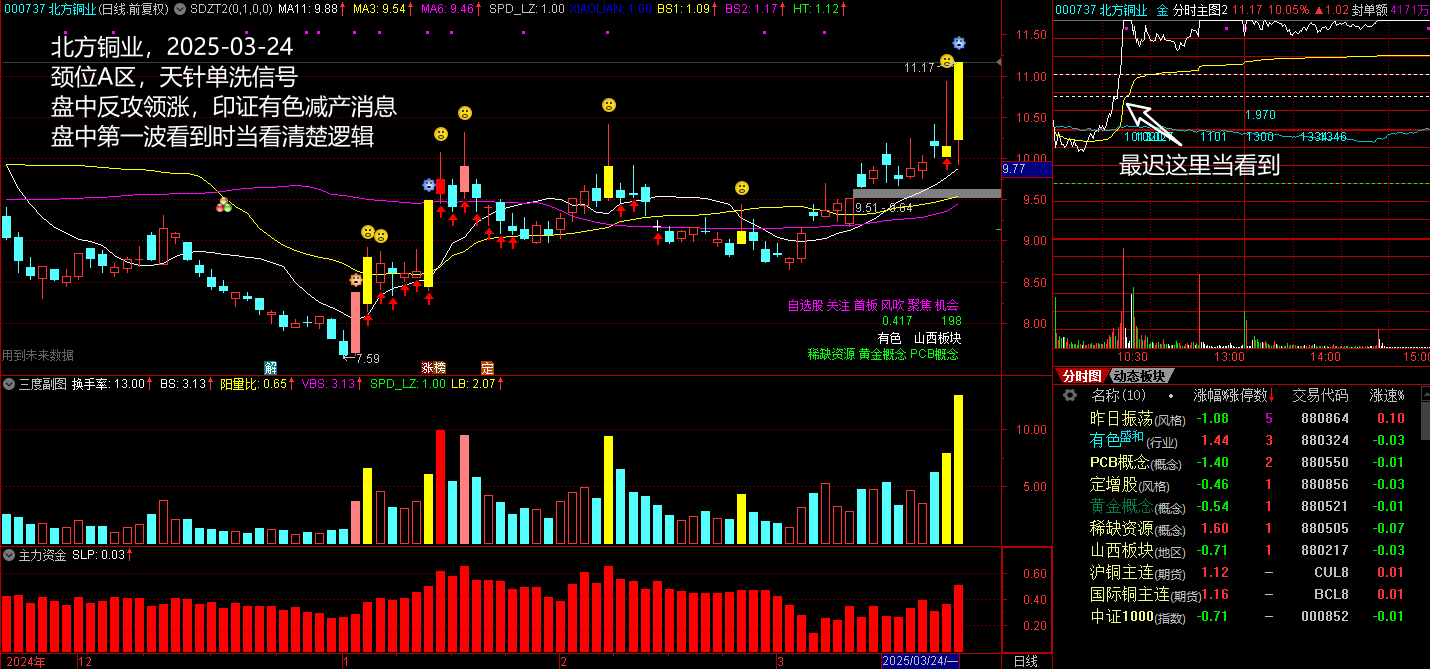 000737 北方铜业(日线.前复权) SDZT2(0,1,0,0) MA11: 9.88↑ MA3: 9.54↑ MA6: 9.46↑ SPD_LZ: 1.00 XIAOLIAN: 1.00 BS1: 1.09↑ BS2: 1.17↑ HT: 1.12↑
北方铜业，2025-03-24
颈位A区，天针单洗信号
盘中反攻领涨，印证有色减产消息
盘中第一波看到时当看清楚逻辑
11.17
11.50
11.00
10.50
10.00
9.77
9.50
9.00
8.50
8.00
9.51 - 9.64
自选股 关注 首板 风吹 聚焦 机会
0.417 198
有色 山西板块
稀缺资源 黄金概念 PCB概念
用到未来数据
7.59
解 涨榜 定
三度副图 换手案: 13.00↑ BS: 3.13↑ 阳量比: 0.65↑ VBS: 3.13↑ SPD_LZ: 1.00 LB: 2.07↑
10.00
5.00
主力资金 SLP: 0.03↑
0.60
0.40
0.20
2024年 12 1 2 3 2025/03/24/一 日线
000737 北方铜业 金 分时主图2 11.17 10.05% ▲1.02 封单额 4171万
1.970
1101 1300 1346
最迟这里当看到
10:30 13:00 14:00 15:00
分时图 动态板块
名称(10) • 涨幅% 涨停数↓ 交易代码 涨速%
昨日振荡(风格) -1.08 5 880864 0.10
有色盛和(行业) 1.44 3 880324 -0.03
PCB概念(概念) -1.40 2 880550 -0.01
定增股(风格) -0.46 1 880856 -0.03
黄金概念(概念) -0.54 1 880521 -0.01
稀缺资源(概念) 1.60 1 880505 -0.07
山西板块(地区) -0.71 1 880217 -0.03
沪铜主连(期货) 1.12 – CUL8 0.01
国际铜主连(期货) 1.16 – BCL8 0.01
中证1000(指数) -0.71 – 000852 -0.01